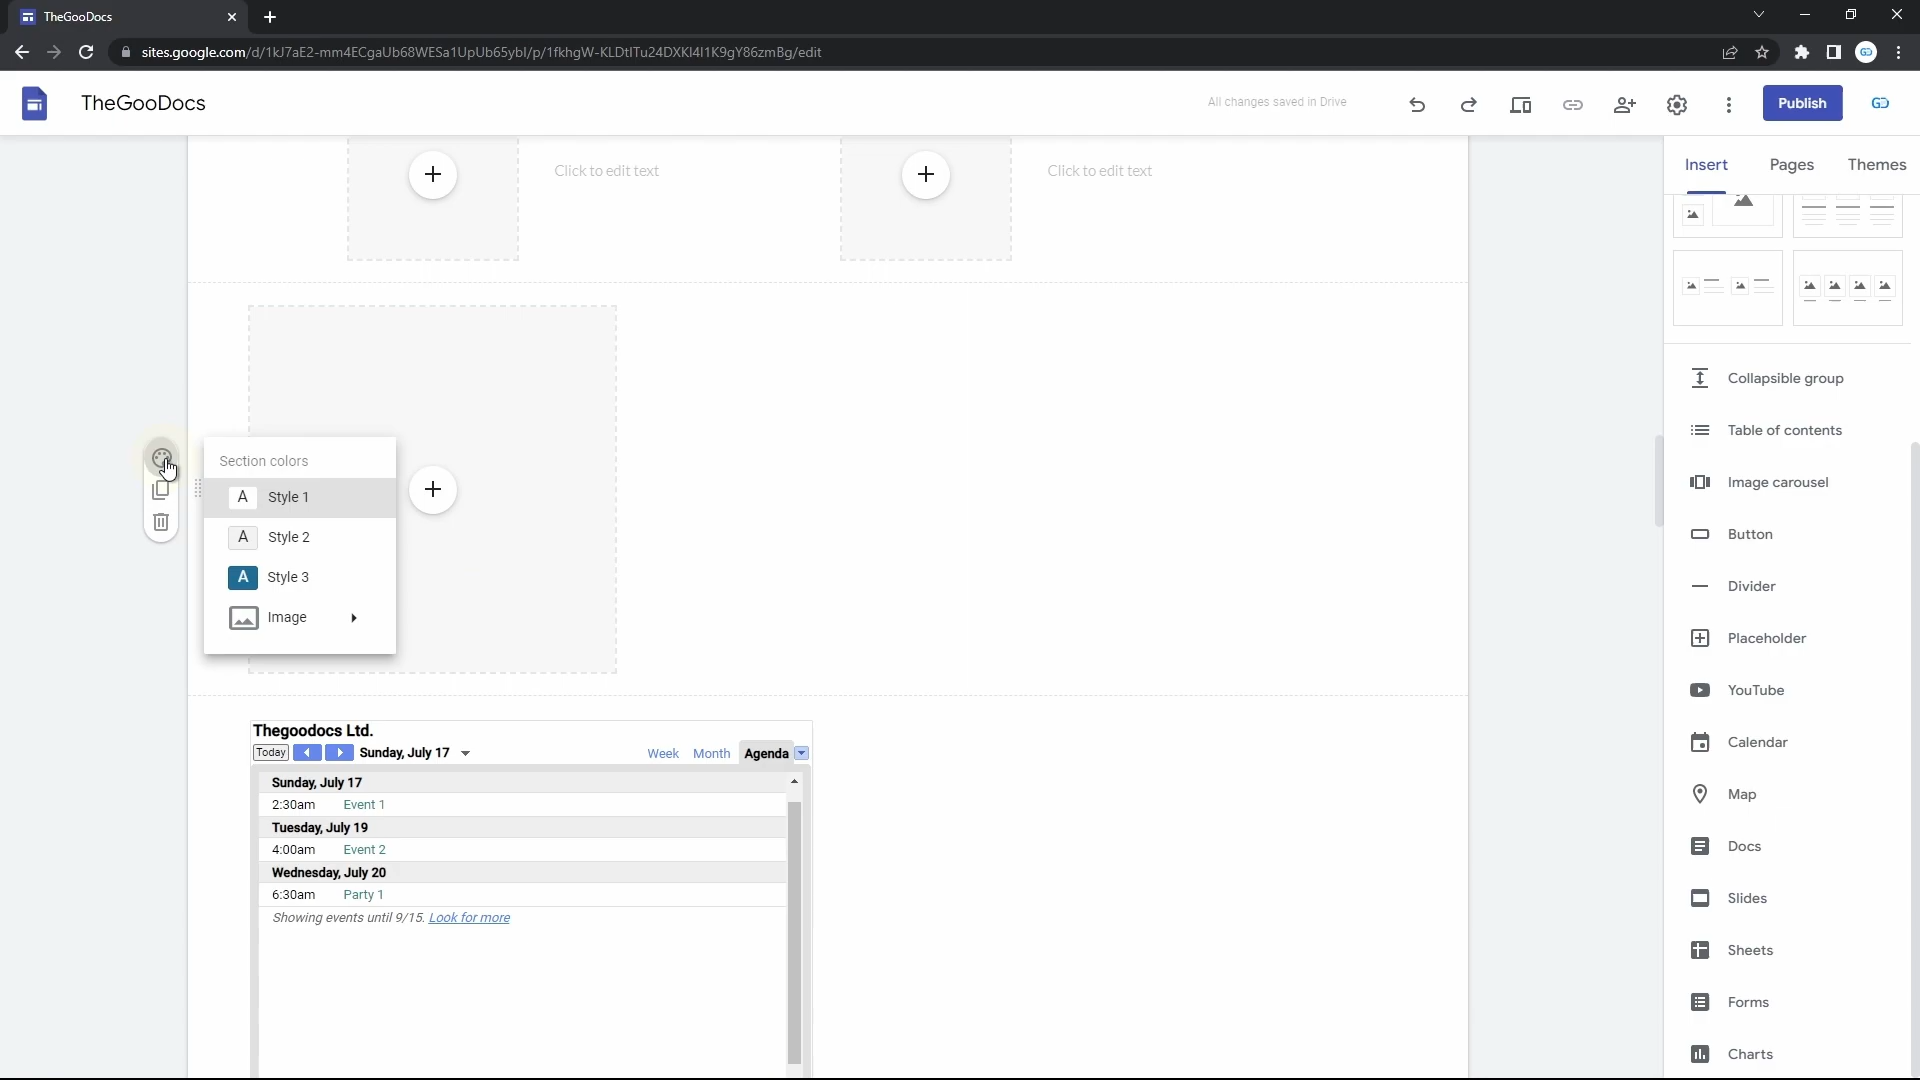 TheGooDocs
sites.google.com/d/1kJ7aE2-mm4ECgaUb68WESa1UpUb65ybI/p/1fkhgW-KLDtITu24DXKI4I1K9gY86zmBg/edit
TheGooDocs
All changes saved in Drive
Publish
Insert
Pages
Themes
Click to edit text
Click to edit text
Section colors
A Style 1
A Style 2
A Style 3
Image
Thegoodocs Ltd.
Today
Sunday, July 17
Week
Month
Agenda
Sunday, July 17
2:30am Event 1
Tuesday, July 19
4:00am Event 2
Wednesday, July 20
6:30am Party 1
Showing events until 9/15. Look for more
Collapsible group
Table of contents
Image carousel
Button
Divider
Placeholder
YouTube
Calendar
Map
Docs
Slides
Sheets
Forms
Charts